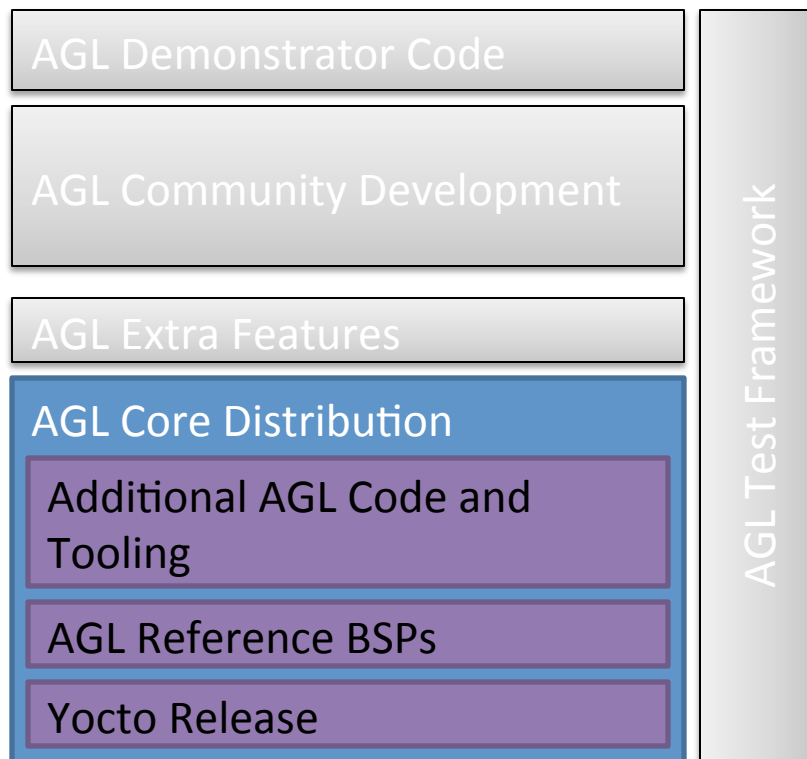 AGL Demonstrator Code
AGL Community Development
AGL Extra Features
AGL Core Distribution
Additional AGL Code and
Tooling
AGL Reference BSPs
Yocto Release
AGL Test Framework